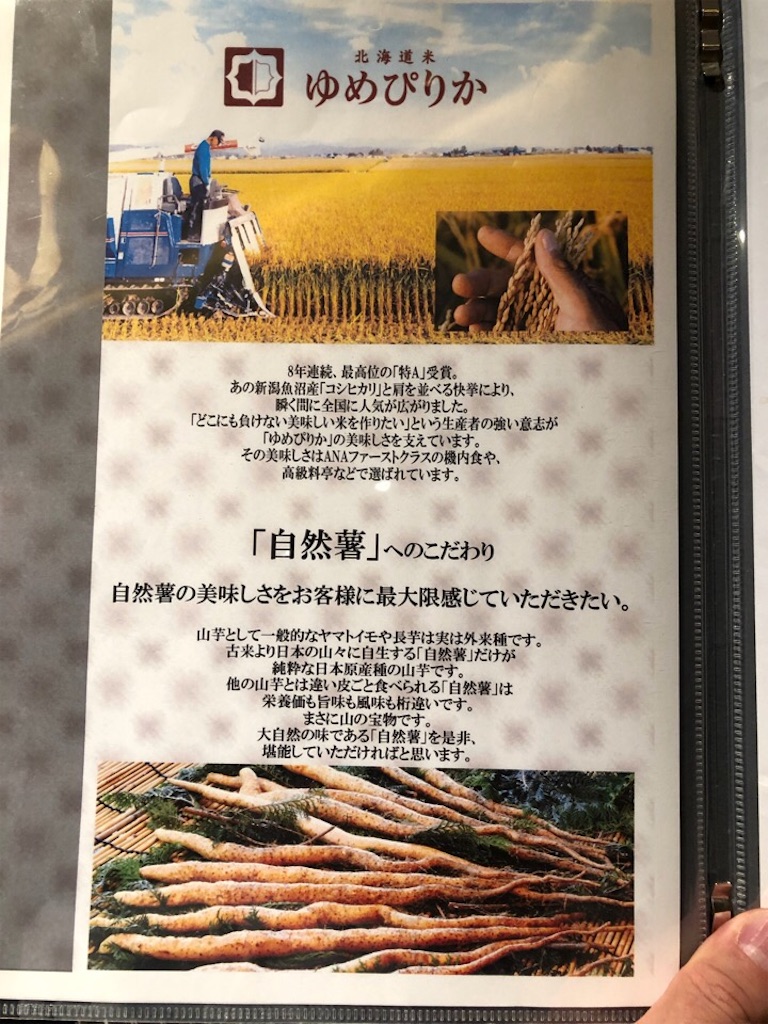 北海道米
ゆめぴりか
8年連続、最高位の「特A」受賞。
あの新潟魚沼産「コシヒカリ」と肩を並べる快挙により、
瞬く間に全国に人気が広がりました。
「どこにも負けない美味しい米を作りたい」という生産者の強い意志が
「ゆめぴりか」の美味しさを支えています。
その美味しさはANAファーストクラスの機内食や、
高級料亭などで選ばれています。
「自然薯」へのこだわり
自然薯の美味しさをお客様に最大限感じていただきたい。
山芋として一般的なヤマトイモや長芋は実は外来種です。
古来より日本の山々に自生する「自然薯」だけが
純粋な日本原産種の山芋です。
他の山芋とは違い皮ごと食べられる「自然薯」は
栄養価も旨味も風味も桁違いです。
まさに山の宝物です。
大自然の味である「自然薯」を是非、
堪能していただければと思います。